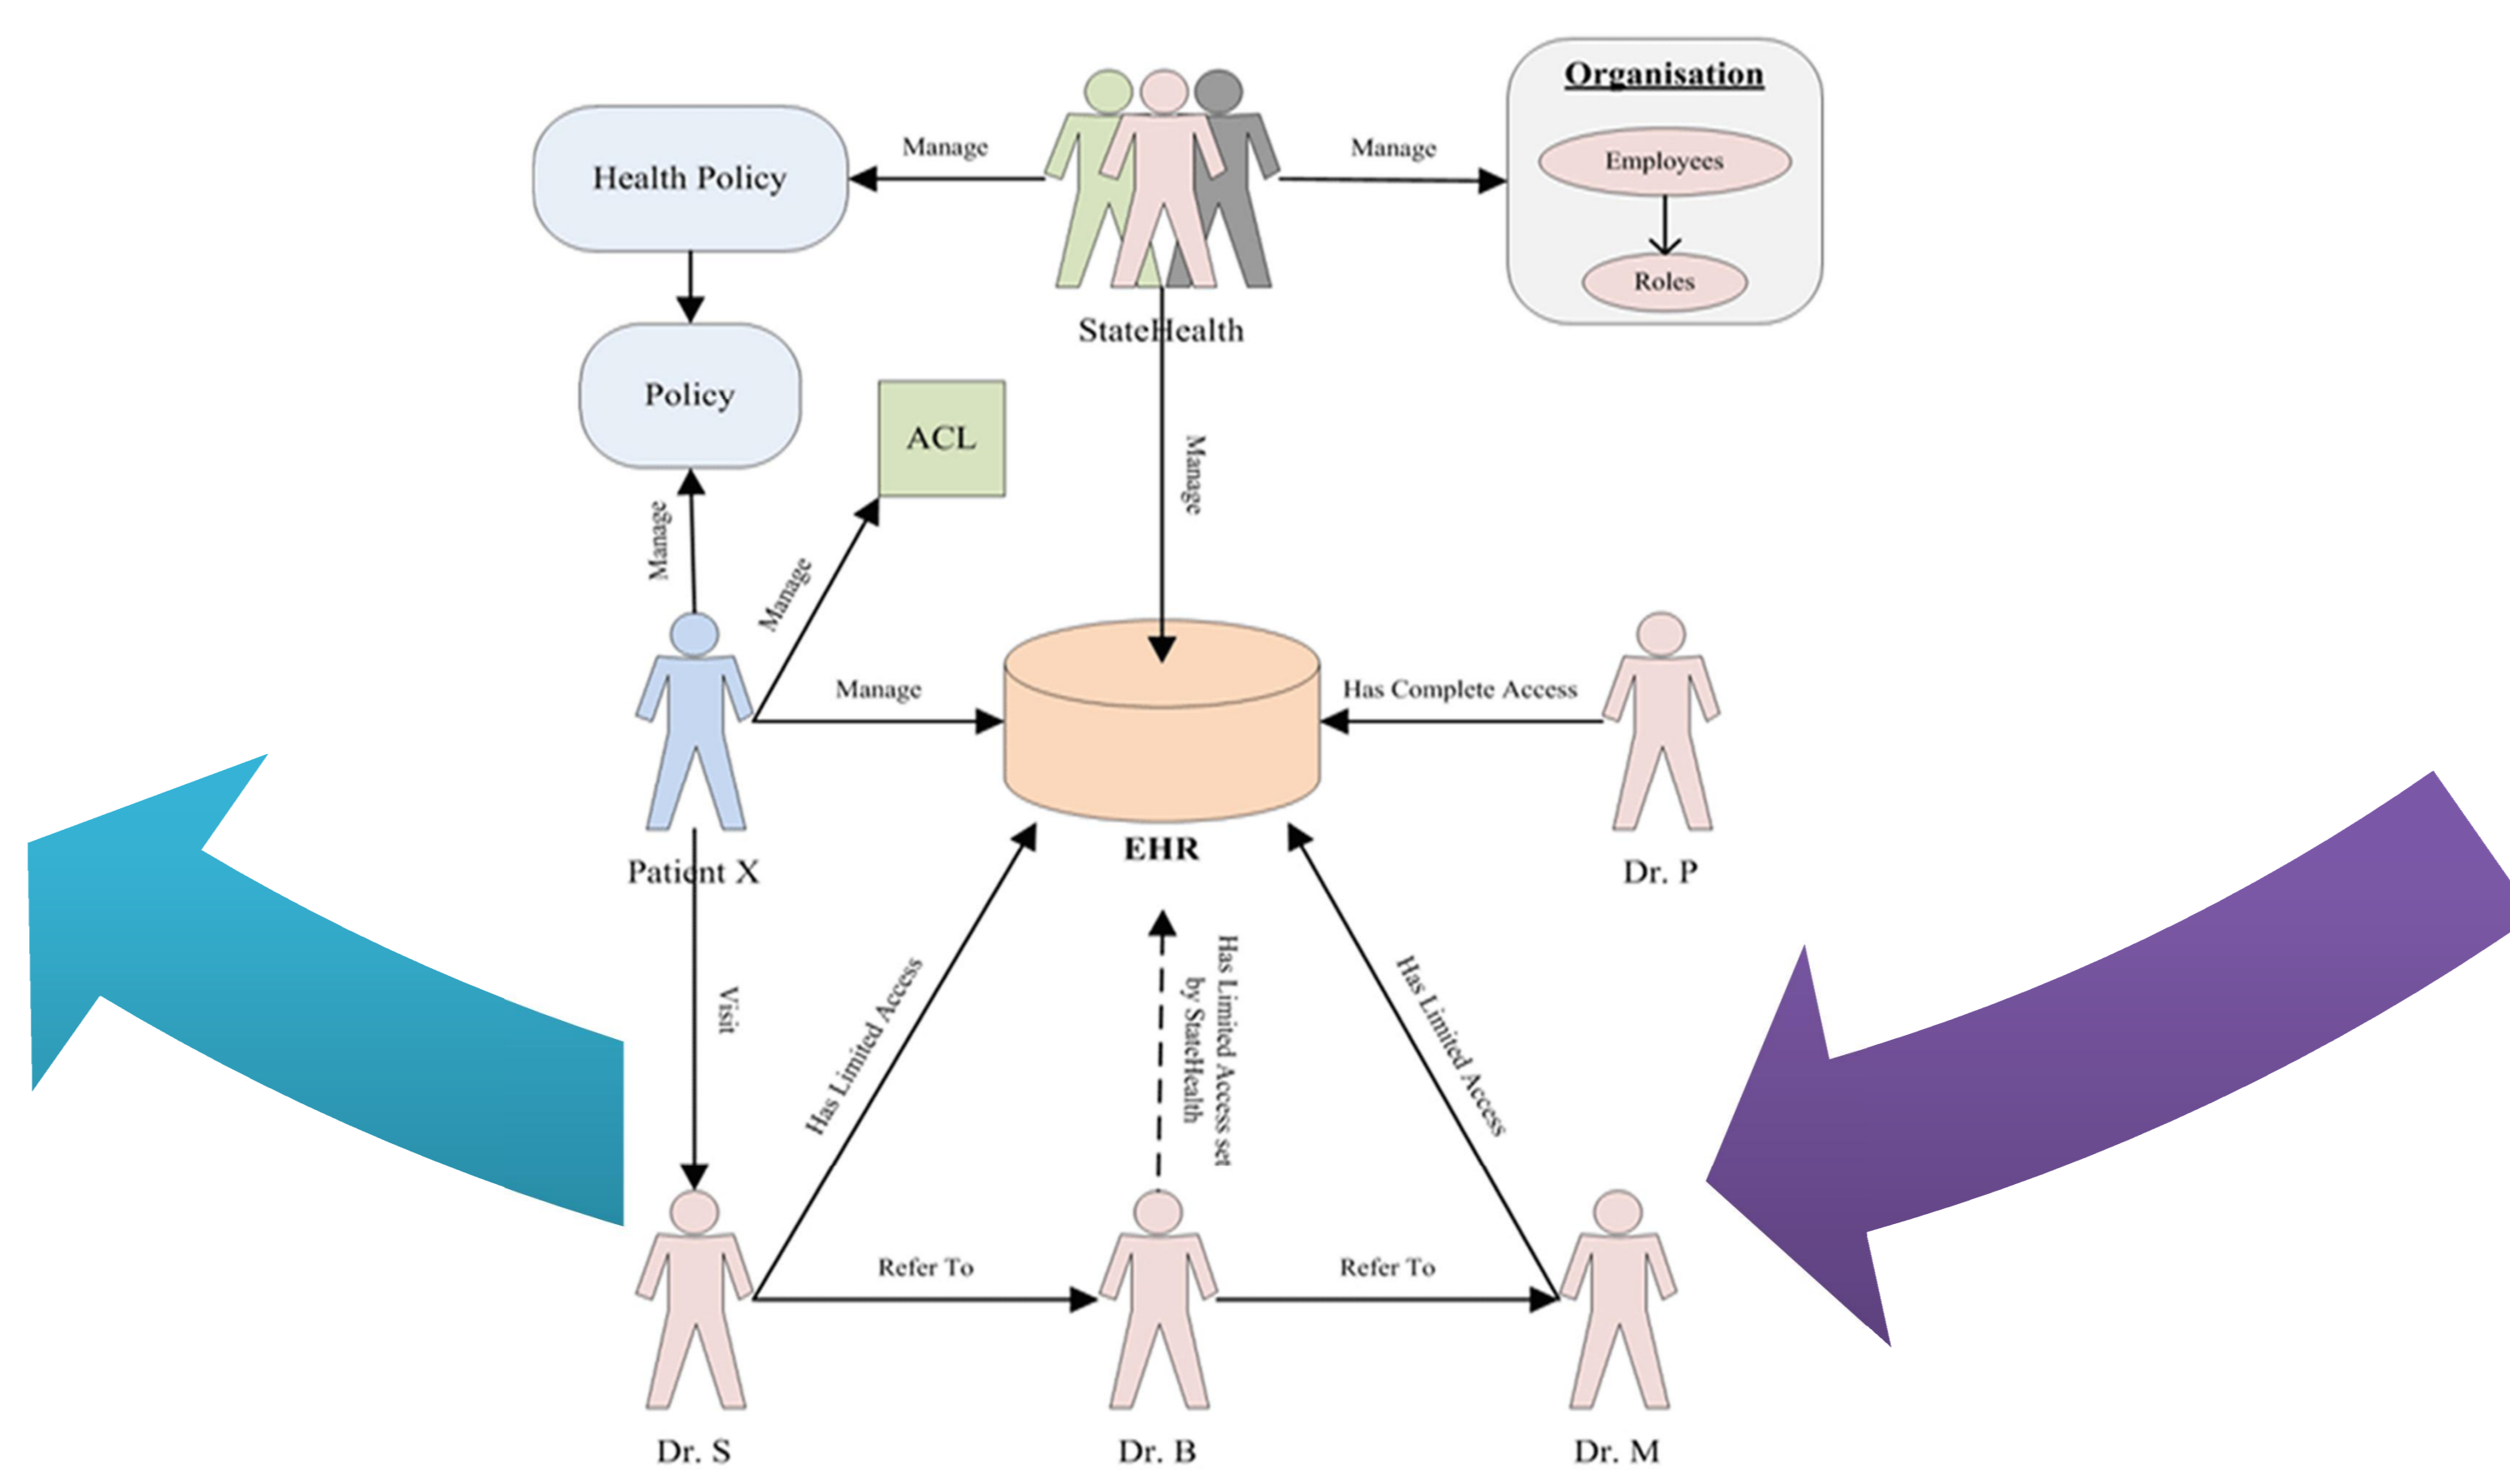 Organisation
Manage
Manage
Employees
Health Policy
Roles
StateHealth
Policy
ACL
Manage
Manage
Manage
Manage
Has Complete Access
EHR
Patient X
Dr. P
Visit
Has Limited Access
Has Limited Access set
by StateHealth
Has Limited Access
Refer To
Refer To
Dr. S
Dr. B
Dr. M